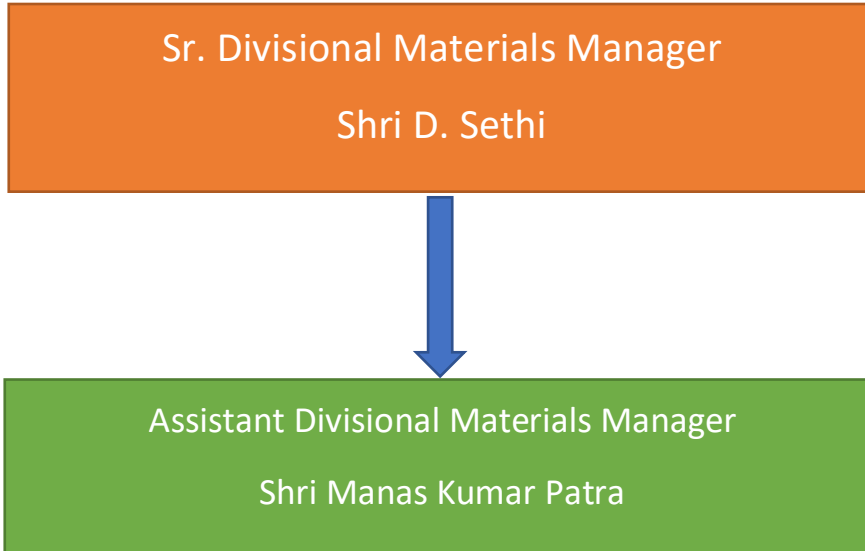 Sr. Divisional Materials Manager
Shri D. Sethi
Assistant Divisional Materials Manager
Shri Manas Kumar Patra